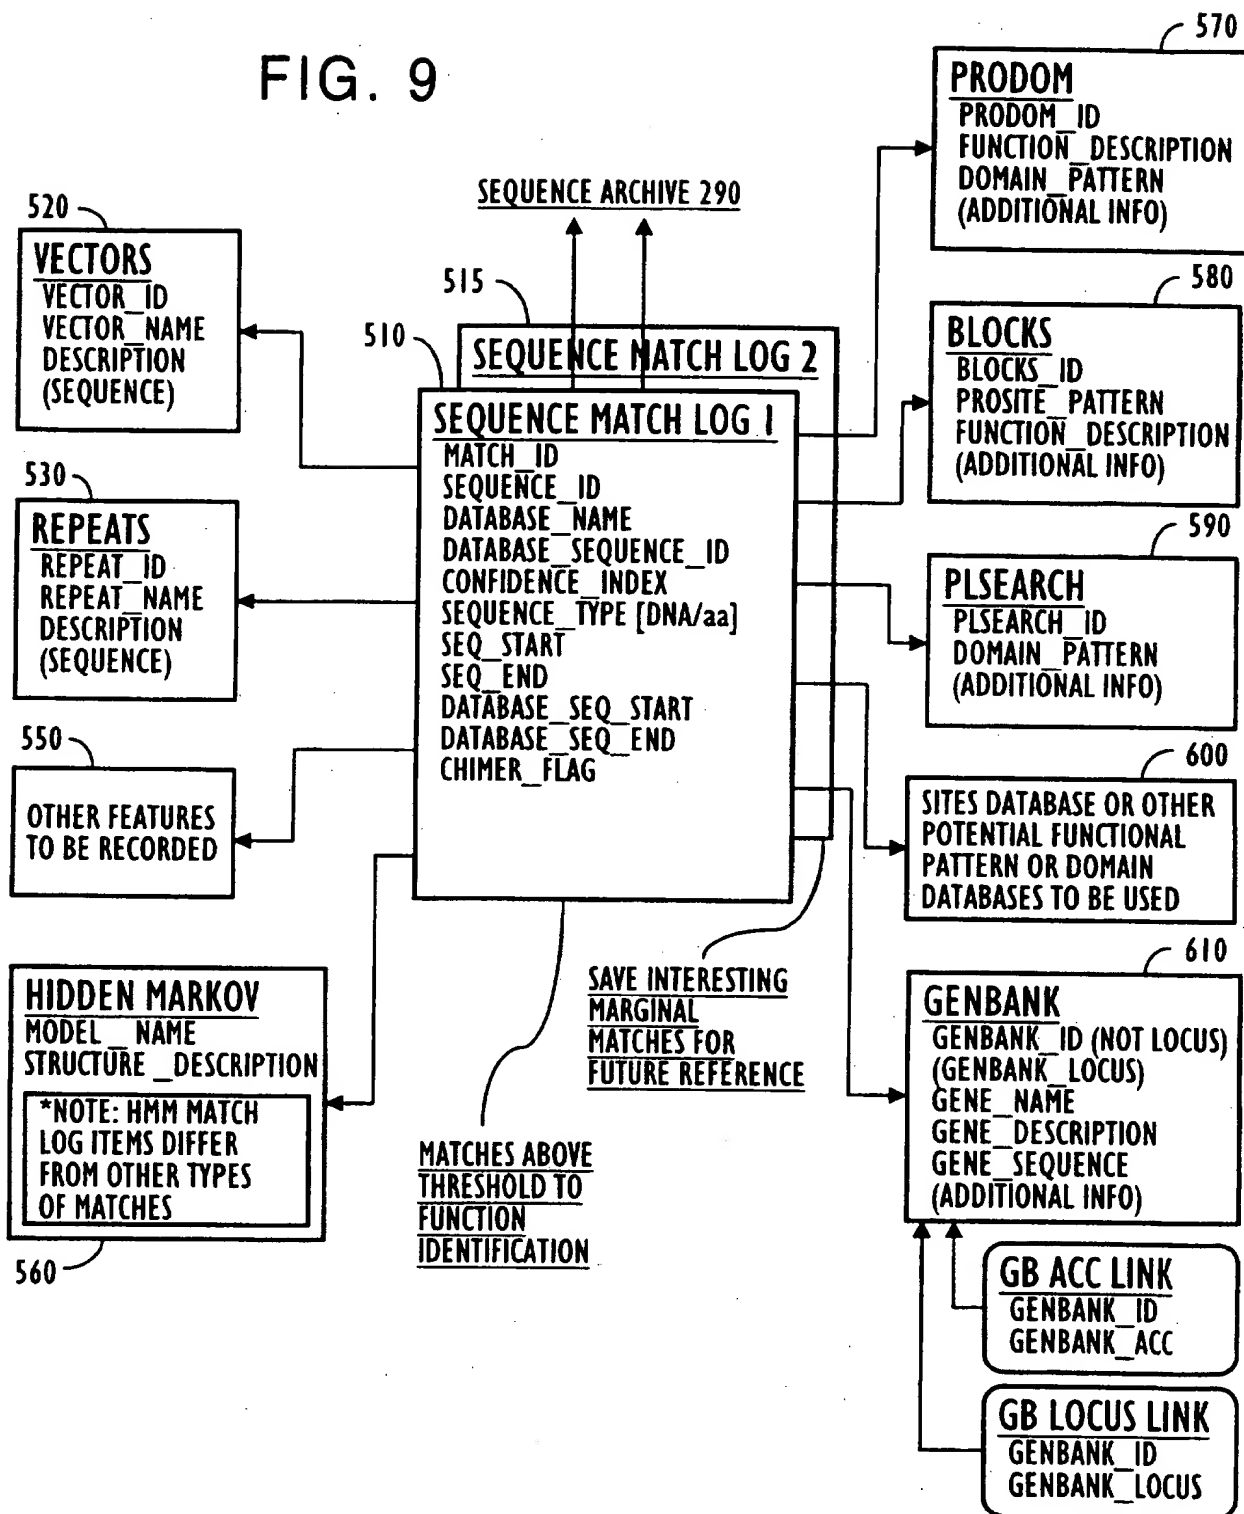 FIG. 9
SEQUENCE ARCHIVE 290
520
VECTORS
VECTOR_ID
VECTOR_NAME
DESCRIPTION
(SEQUENCE)
530
REPEATS
REPEAT_ID
REPEAT_NAME
DESCRIPTION
(SEQUENCE)
550
OTHER FEATURES
TO BE RECORDED
HIDDEN MARKOV
MODEL_NAME
STRUCTURE_DESCRIPTION
*NOTE: HMM MATCH
LOG ITEMS DIFFER
FROM OTHER TYPES
OF MATCHES
560
515
SEQUENCE MATCH LOG 2
510
SEQUENCE MATCH LOG 1
MATCH_ID
SEQUENCE_ID
DATABASE_NAME
DATABASE_SEQUENCE_ID
CONFIDENCE_INDEX
SEQUENCE_TYPE [DNA/aa]
SEQ_START
SEQ_END
DATABASE_SEQ_START
DATABASE_SEQ_END
CHIMER_FLAG
SAVE INTERESTING
MARGINAL
MATCHES FOR
FUTURE REFERENCE
MATCHES ABOVE
THRESHOLD TO
FUNCTION
IDENTIFICATION
570
PRODOM
PRODOM_ID
FUNCTION_DESCRIPTION
DOMAIN_PATTERN
(ADDITIONAL INFO)
580
BLOCKS
BLOCKS_ID
PROSITE_PATTERN
FUNCTION_DESCRIPTION
(ADDITIONAL INFO)
590
PLSEARCH
PLSEARCH_ID
DOMAIN_PATTERN
(ADDITIONAL INFO)
600
SITES DATABASE OR OTHER
POTENTIAL FUNCTIONAL
PATTERN OR DOMAIN
DATABASES TO BE USED
610
GENBANK
GENBANK_ID (NOT LOCUS)
(GENBANK_LOCUS)
GENE_NAME
GENE_DESCRIPTION
GENE_SEQUENCE
(ADDITIONAL INFO)
GB ACC LINK
GENBANK_ID
GENBANK_ACC
GB LOCUS LINK
GENBANK_ID
GENBANK_LOCUS